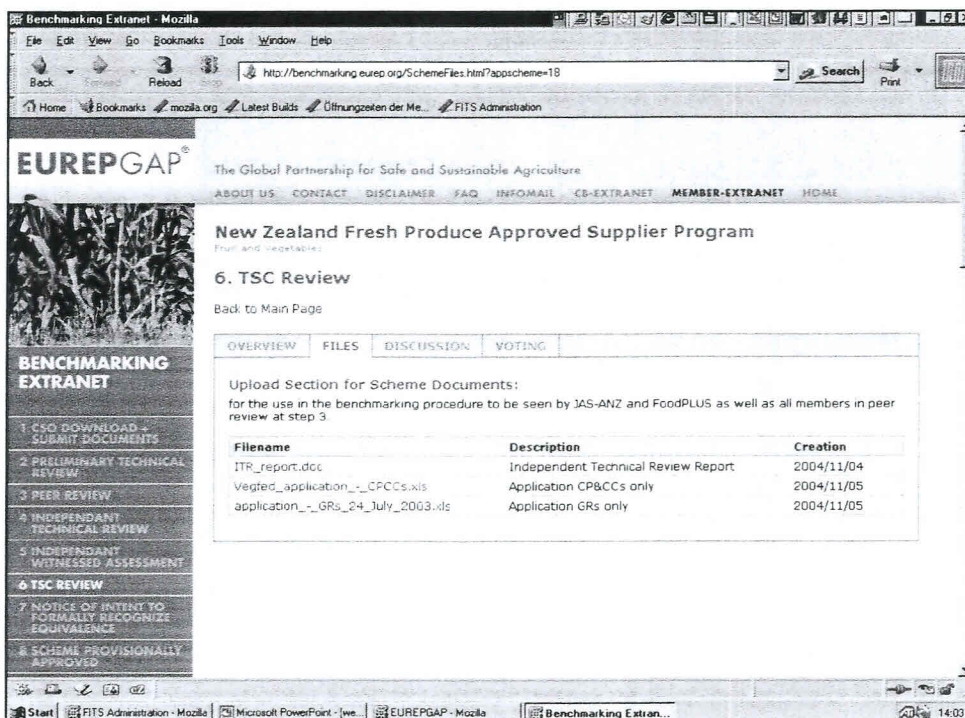 Benchmarking Extranet - Mozilla
File Edit View Go Bookmarks Tools Window Help
Back Forward Reload Stop http://benchmarking.eurep.org/SchemeFiles.html?appscheme=18 Search Print
Home Bookmarks mozilla.org Latest Builds Öffnungzeiten der Me... FITS Administration
EUREPGAP®
The Global Partnership for Safe and Sustainable Agriculture
ABOUT US CONTACT DISCLAIMER FAQ INFOMAIL CB-EXTRANET MEMBER-EXTRANET HOME
New Zealand Fresh Produce Approved Supplier Program
Fruit and Vegetables
6. TSC Review
Back to Main Page
OVERVIEW FILES DISCUSSION VOTING
Upload Section for Scheme Documents:
for the use in the benchmarking procedure to be seen by JAS-ANZ and FoodPLUS as well as all members in peer
review at step 3.
Filename Description Creation
ITR_report.doc Independent Technical Review Report 2004/11/04
Vegfed_application_-_CPCCs.xls Application CP&CCs only 2004/11/05
application_-_GRs_24_July_2003.xls Application GRs only 2004/11/05
BENCHMARKING
EXTRANET
1 CSO DOWNLOAD +
SUBMIT DOCUMENTS
2 PRELIMINARY TECHNICAL
REVIEW
3 PEER REVIEW
4 INDEPENDANT
TECHNICAL REVIEW
5 INDEPENDANT
WITNESSED ASSESSMENT
6 TSC REVIEW
7 NOTICE OF INTENT TO
FORMALLY RECOGNIZE
EQUIVALENCE
8 SCHEME PROVISIONALLY
APPROVED
Start FITS Administration - Mozilla Microsoft PowerPoint - [we... EUREPGAP - Mozilla Benchmarking Extran... 14:03